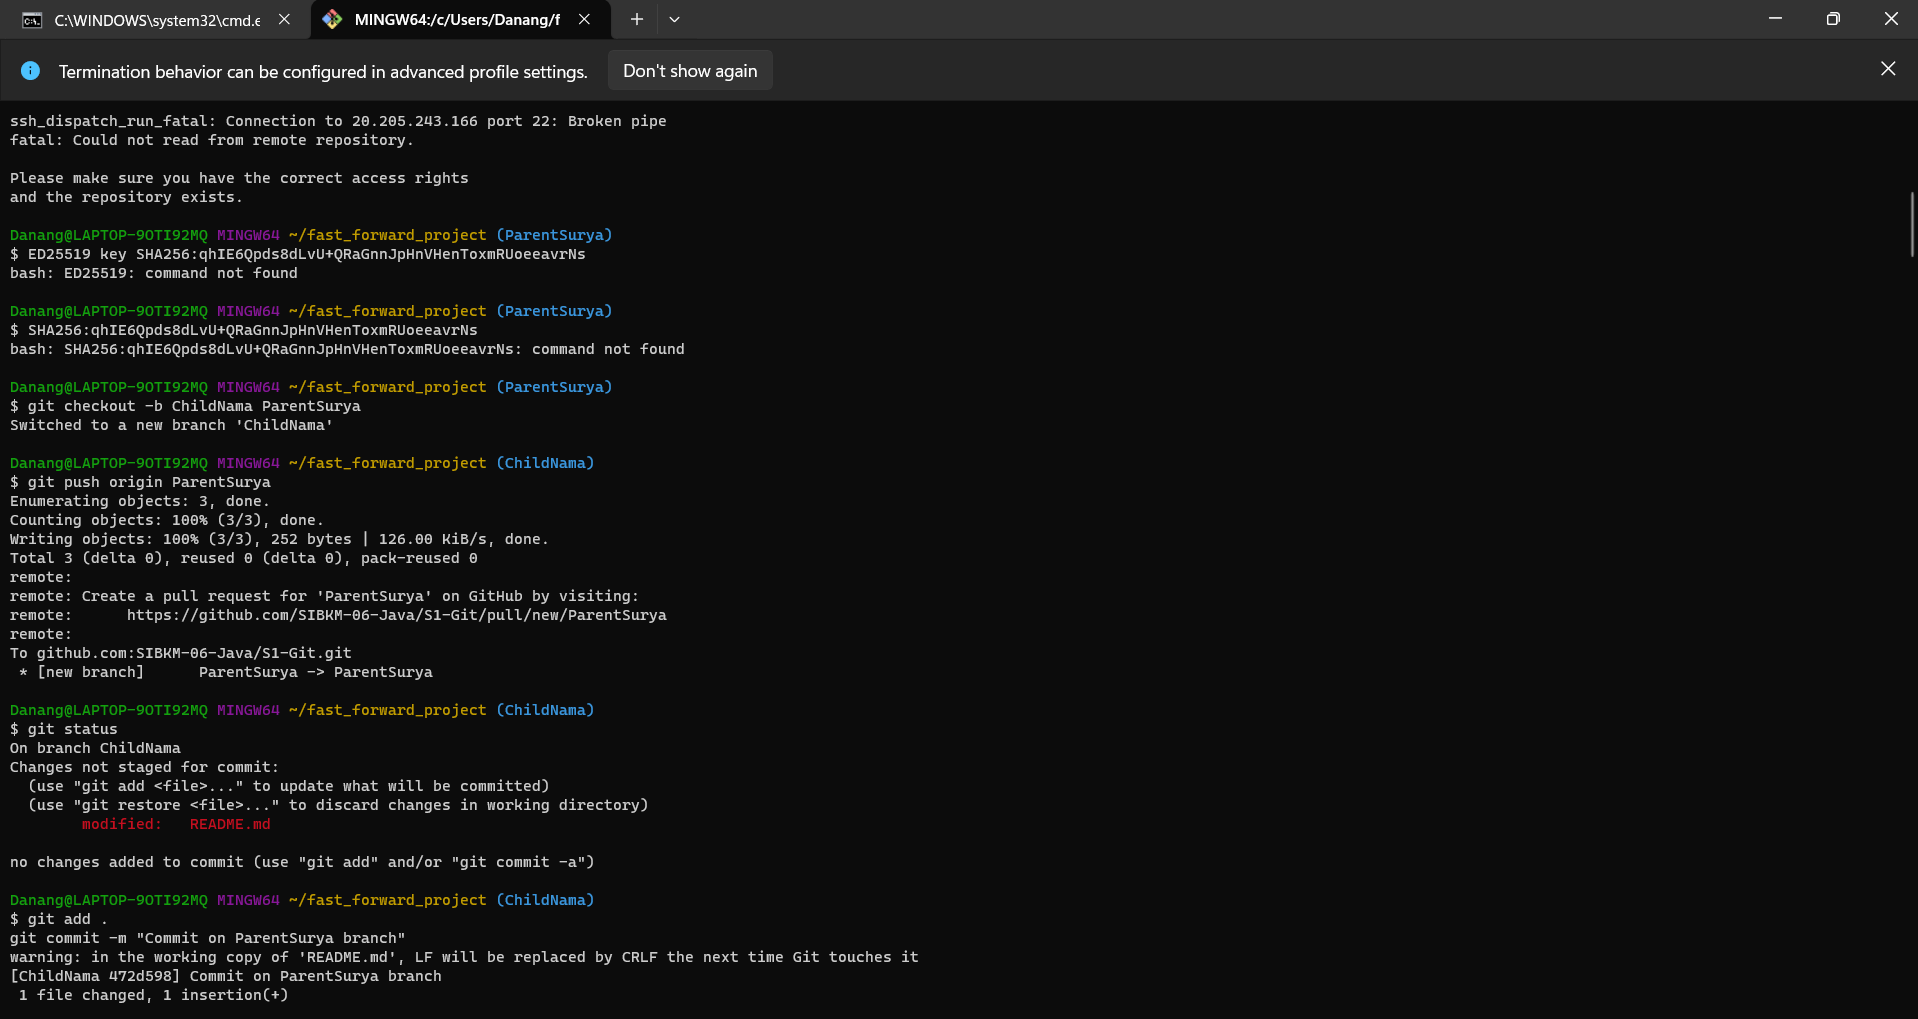 C:\WINDOWS\system32\cmd.e
MINGW64:/c/Users/Danang/f
Termination behavior can be configured in advanced profile settings.
Don't show again
ssh_dispatch_run_fatal: Connection to 20.205.243.166 port 22: Broken pipe
fatal: Could not read from remote repository.
Please make sure you have the correct access rights
and the repository exists.
Danang@LAPTOP-9OTI92MQ MINGW64 ~/fast_forward_project (ParentSurya)
$ ED25519 key SHA256:qhIE6Qpds8dLvU+QRaGnnJpHnVHenToxmRUoeeavrNs
bash: ED25519: command not found
Danang@LAPTOP-9OTI92MQ MINGW64 ~/fast_forward_project (ParentSurya)
$ SHA256:qhIE6Qpds8dLvU+QRaGnnJpHnVHenToxmRUoeeavrNs
bash: SHA256:qhIE6Qpds8dLvU+QRaGnnJpHnVHenToxmRUoeeavrNs: command not found
Danang@LAPTOP-9OTI92MQ MINGW64 ~/fast_forward_project (ParentSurya)
$ git checkout -b ChildNama ParentSurya
Switched to a new branch 'ChildNama'
Danang@LAPTOP-9OTI92MQ MINGW64 ~/fast_forward_project (ChildNama)
$ git push origin ParentSurya
Enumerating objects: 3, done.
Counting objects: 100% (3/3), done.
Writing objects: 100% (3/3), 252 bytes | 126.00 KiB/s, done.
Total 3 (delta 0), reused 0 (delta 0), pack-reused 0
remote:
remote: Create a pull request for 'ParentSurya' on GitHub by visiting:
remote:      https://github.com/SIBKM-06-Java/S1-Git/pull/new/ParentSurya
remote:
To github.com:SIBKM-06-Java/S1-Git.git
 * [new branch]      ParentSurya -> ParentSurya
Danang@LAPTOP-9OTI92MQ MINGW64 ~/fast_forward_project (ChildNama)
$ git status
On branch ChildNama
Changes not staged for commit:
  (use "git add <file>..." to update what will be committed)
  (use "git restore <file>..." to discard changes in working directory)
        modified:   README.md
no changes added to commit (use "git add" and/or "git commit -a")
Danang@LAPTOP-9OTI92MQ MINGW64 ~/fast_forward_project (ChildNama)
$ git add .
git commit -m "Commit on ParentSurya branch"
warning: in the working copy of 'README.md', LF will be replaced by CRLF the next time Git touches it
[ChildNama 472d598] Commit on ParentSurya branch
 1 file changed, 1 insertion(+)